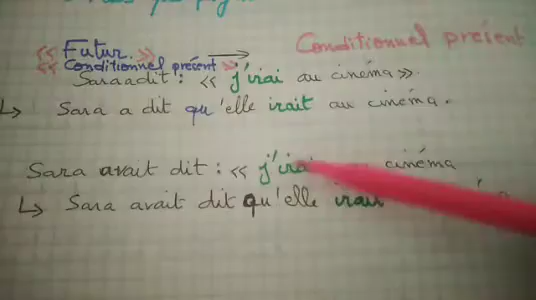 « Futur. » → Conditionnel présent
« Conditionnel présent »
Sara a dit : « j'irai au cinéma ».
↳ Sara a dit qu'elle irait au cinéma.
Sara avait dit : « j'irai cinéma
↳ Sara avait dit qu'elle